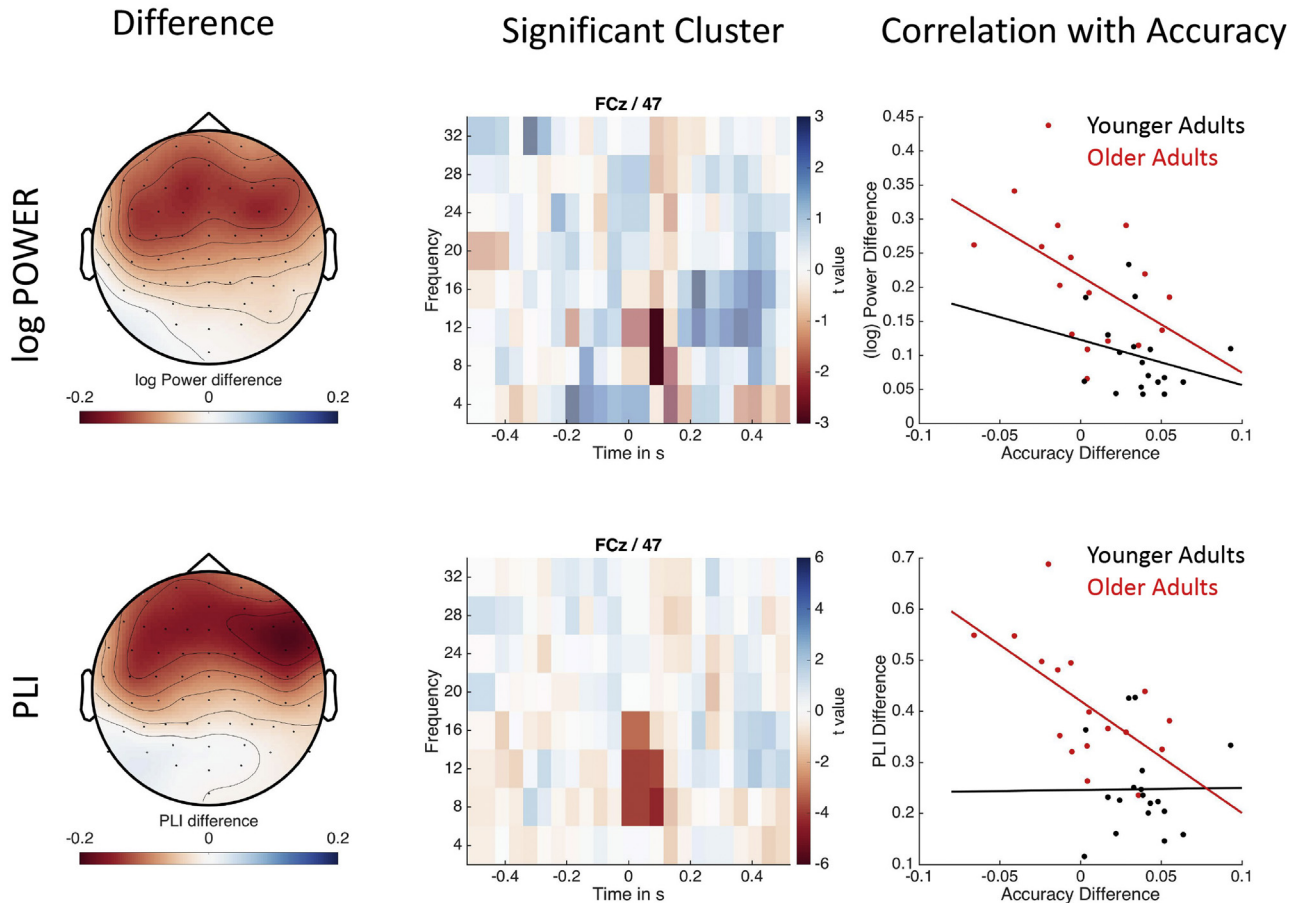 Difference
Significant Cluster
Correlation with Accuracy
log POWER
log Power difference
-0.2 0 0.2
FCz / 47
Frequency
32
28
24
20
16
12
8
4
-0.4 -0.2 0 0.2 0.4
Time in s
3
2
1
0
-1
-2
-3
t value
Younger Adults
Older Adults
(log) Power Difference
0.45
0.4
0.35
0.3
0.25
0.2
0.15
0.1
0.05
0
-0.1 -0.05 0 0.05 0.1
Accuracy Difference
PLI
PLI difference
-0.2 0 0.2
FCz / 47
Frequency
32
28
24
20
16
12
8
4
-0.4 -0.2 0 0.2 0.4
Time in s
6
4
2
0
-2
-4
-6
t value
Younger Adults
Older Adults
PLI Difference
0.7
0.6
0.5
0.4
0.3
0.2
0.1
-0.1 -0.05 0 0.05 0.1
Accuracy Difference